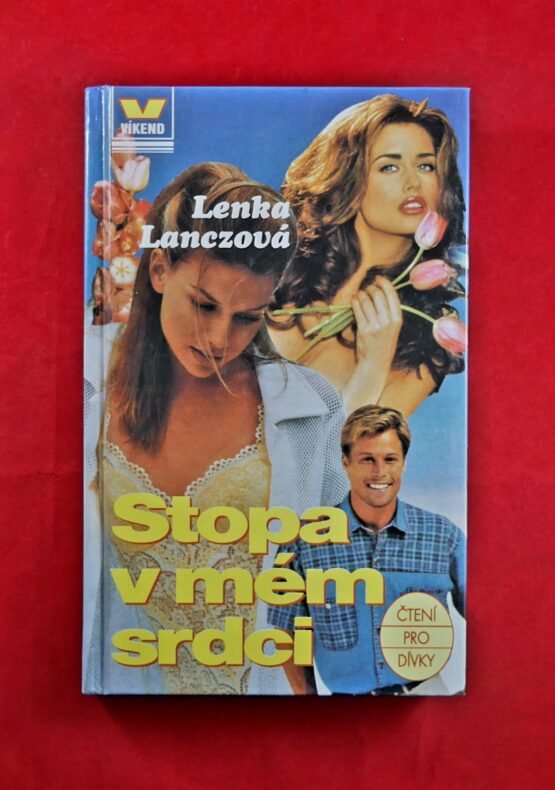 VÍKEND
Lenka
Lanczová
Stopa
v mém
srdci
ČTENÍ
PRO
DÍVKY